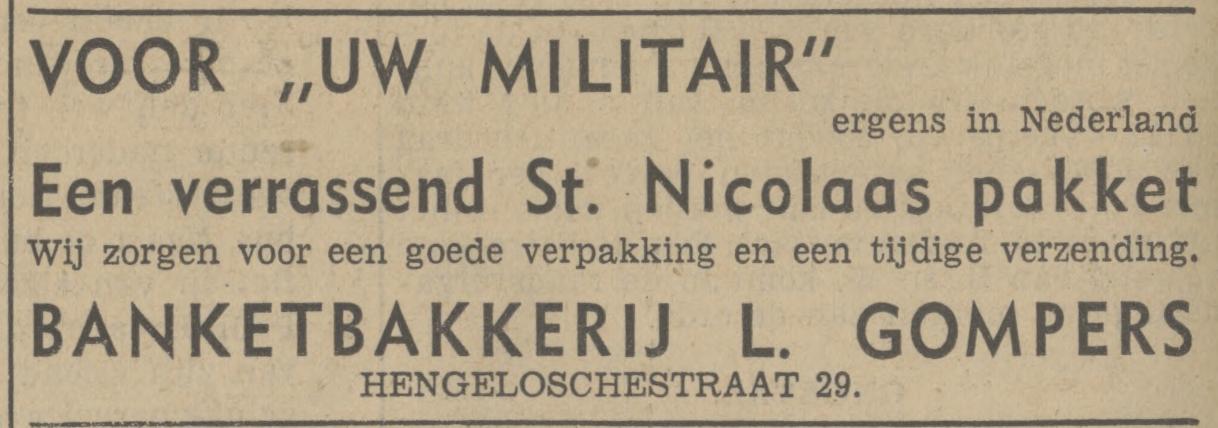 VOOR „UW MILITAIR”
ergens in Nederland
Een verrassend St. Nicolaas pakket
Wij zorgen voor een goede verpakking en een tijdige verzending.
BANKETBAKKERIJ L. GOMPERS
HENGELOSCHESTRAAT 29.